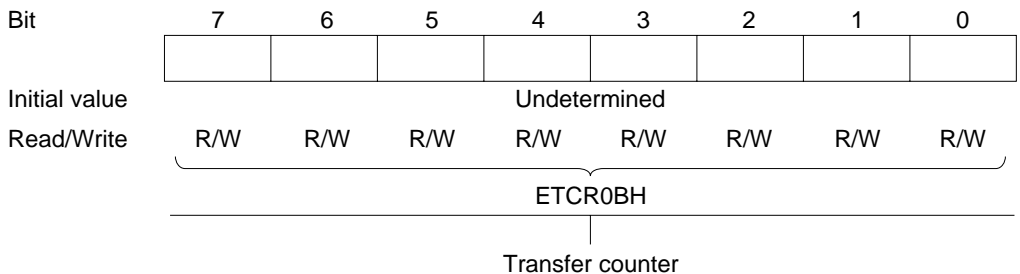 Bit 7 6 5 4 3 2 1 0
Initial value Undetermined
Read/Write R/W R/W R/W R/W R/W R/W R/W R/W
ETCR0BH
Transfer counter